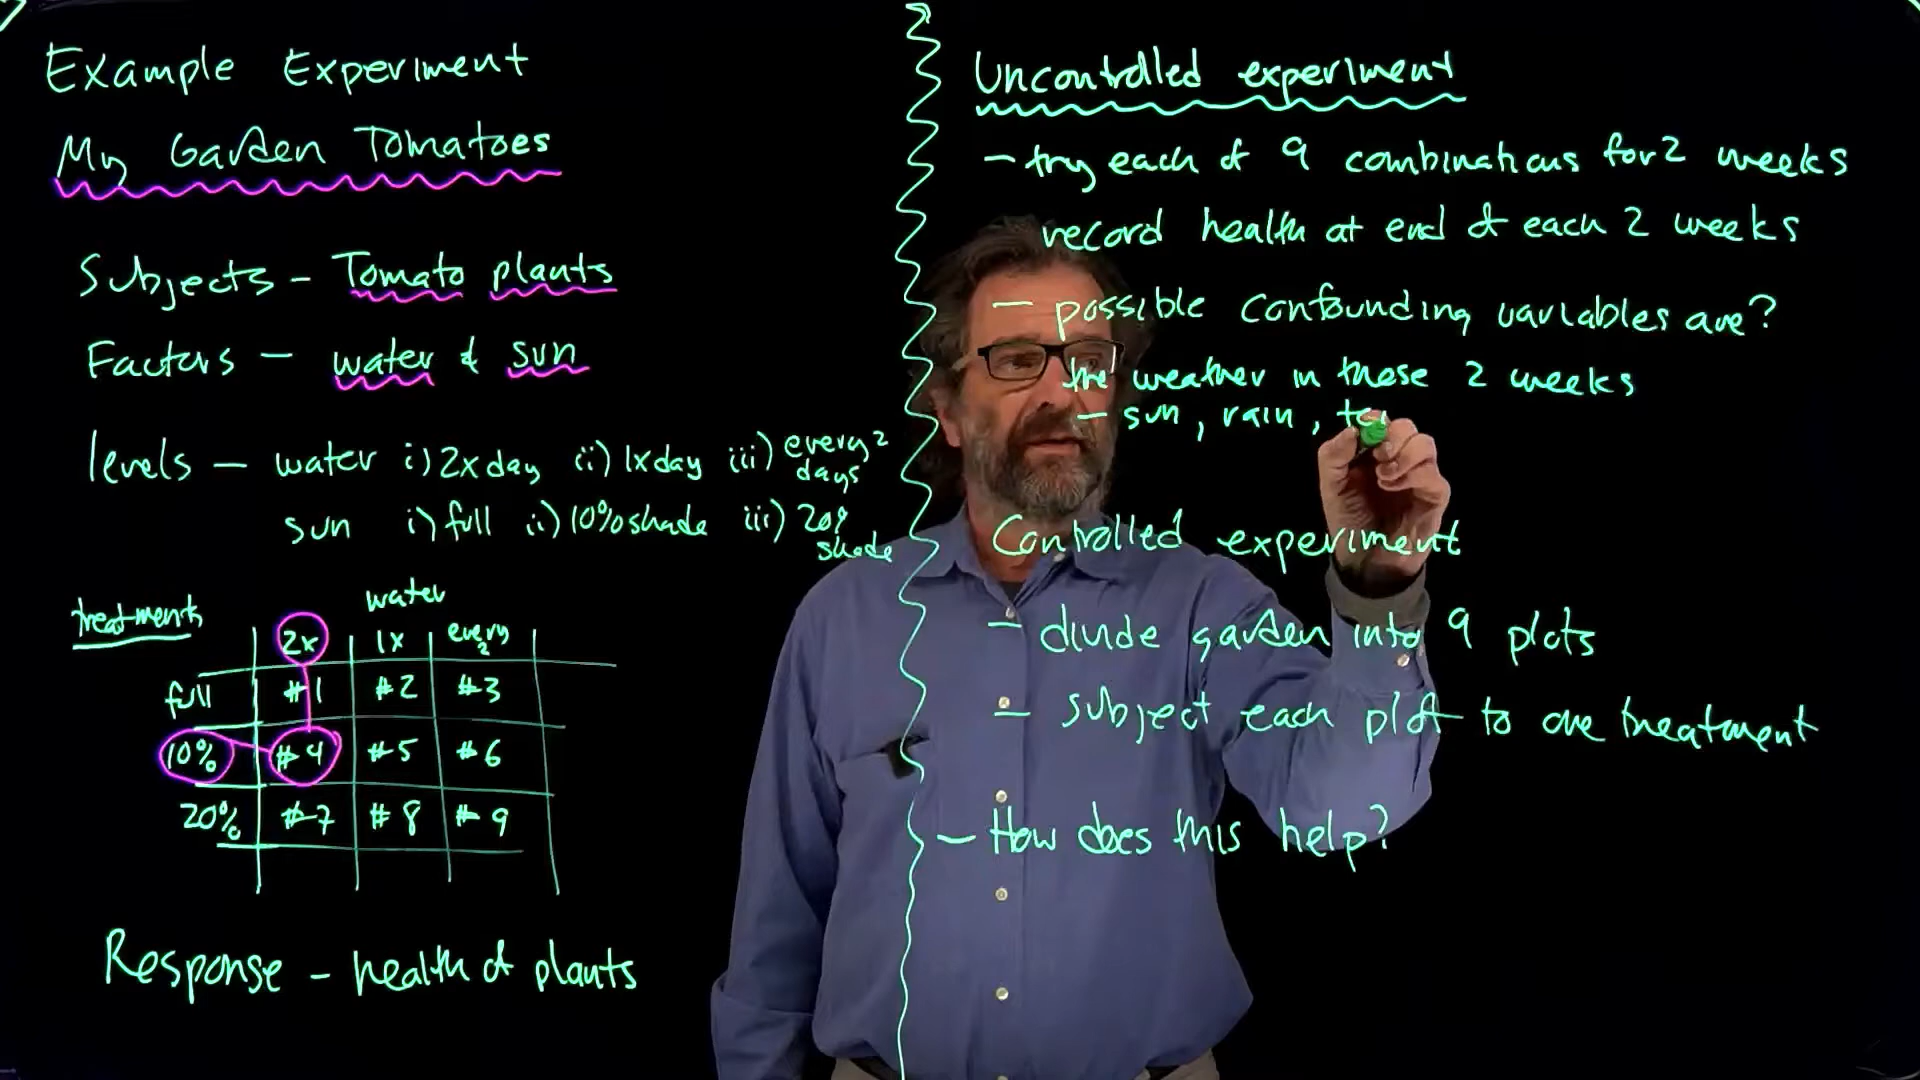 Example Experiment
My Garden Tomatoes
Subjects - Tomato plants
Factors - water & sun
levels - water i) 2x day ii) 1x day iii) every 2 days
sun i) full ii) 10% shade iii) 20% shade
treatments
water
2x 1x every 2
full #1 #2 #3
10% #4 #5 #6
20% #7 #8 #9
Response - health of plants
Uncontrolled experiment
- try each of 9 combinations for 2 weeks
record health at end of each 2 weeks
- possible confounding variables are?
the weather in these 2 weeks
- sun, rain,
Controlled experiment
- divide garden into 9 plots
- subject each plot to one treatment
- How does this help?